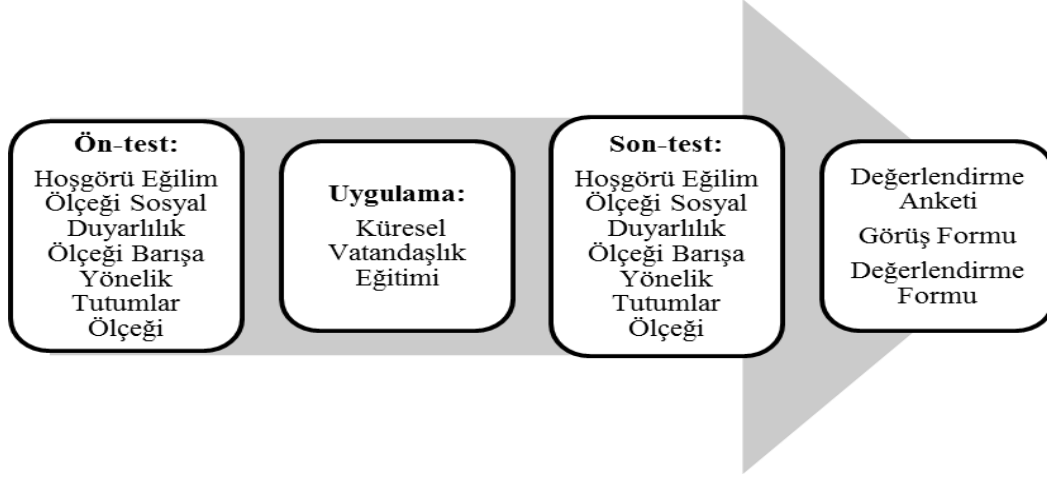 Ön-test:
Hoşgörü Eğilim
Ölçeği Sosyal
Duyarlılık
Ölçeği Barışa
Yönelik
Tutumlar
Ölçeği
Uygulama:
Küresel
Vatandaşlık
Eğitimi
Son-test:
Hoşgörü Eğilim
Ölçeği Sosyal
Duyarlılık
Ölçeği Barışa
Yönelik
Tutumlar
Ölçeği
Değerlendirme
Anketi
Görüş Formu
Değerlendirme
Formu